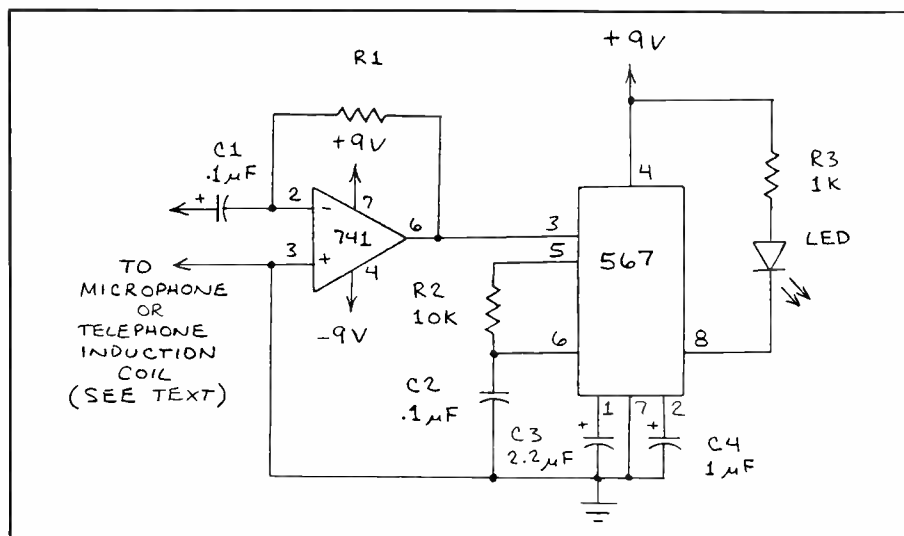 R1
+9V
C1
.1µF
+
2
-
7
741
6
3
+
4
-9V
TO
MICROPHONE
OR
TELEPHONE
INDUCTION
COIL
(SEE TEXT)
R2
10K
C2
.1µF
+9V
4
3
5
567
6
8
1
7
2
R3
1K
LED
+
C3
2.2µF
+
C4
1µF